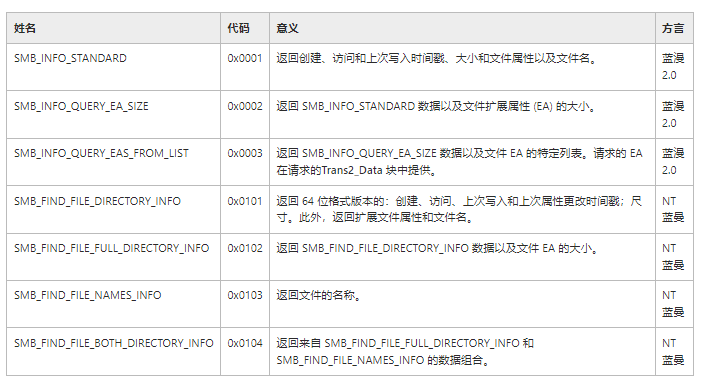 姓名 代码 意义 方言
SMB_INFO_STANDARD 0x0001 返回创建、访问和上次写入时间戳、大小和文件属性以及文件名。 蓝漫
2.0
SMB_INFO_QUERY_EA_SIZE 0x0002 返回 SMB_INFO_STANDARD 数据以及文件扩展属性 (EA) 的大小。 蓝漫
2.0
SMB_INFO_QUERY_EAS_FROM_LIST 0x0003 返回 SMB_INFO_QUERY_EA_SIZE 数据以及文件 EA 的特定列表。请求的 EA 蓝漫
在请求的Trans2_Data 块中提供。 2.0
SMB_FIND_FILE_DIRECTORY_INFO 0x0101 返回 64 位格式版本的：创建、访问、上次写入和上次属性更改时间戳；尺 NT
寸。此外，返回扩展文件属性和文件名。 蓝曼
SMB_FIND_FILE_FULL_DIRECTORY_INFO 0x0102 返回 SMB_FIND_FILE_DIRECTORY_INFO 数据以及文件 EA 的大小。 NT
蓝曼
SMB_FIND_FILE_NAMES_INFO 0x0103 返回文件的名称。 NT
蓝曼
SMB_FIND_FILE_BOTH_DIRECTORY_INFO 0x0104 返回来自 SMB_FIND_FILE_FULL_DIRECTORY_INFO 和 NT
SMB_FIND_FILE_NAMES_INFO 的数据组合。 蓝曼